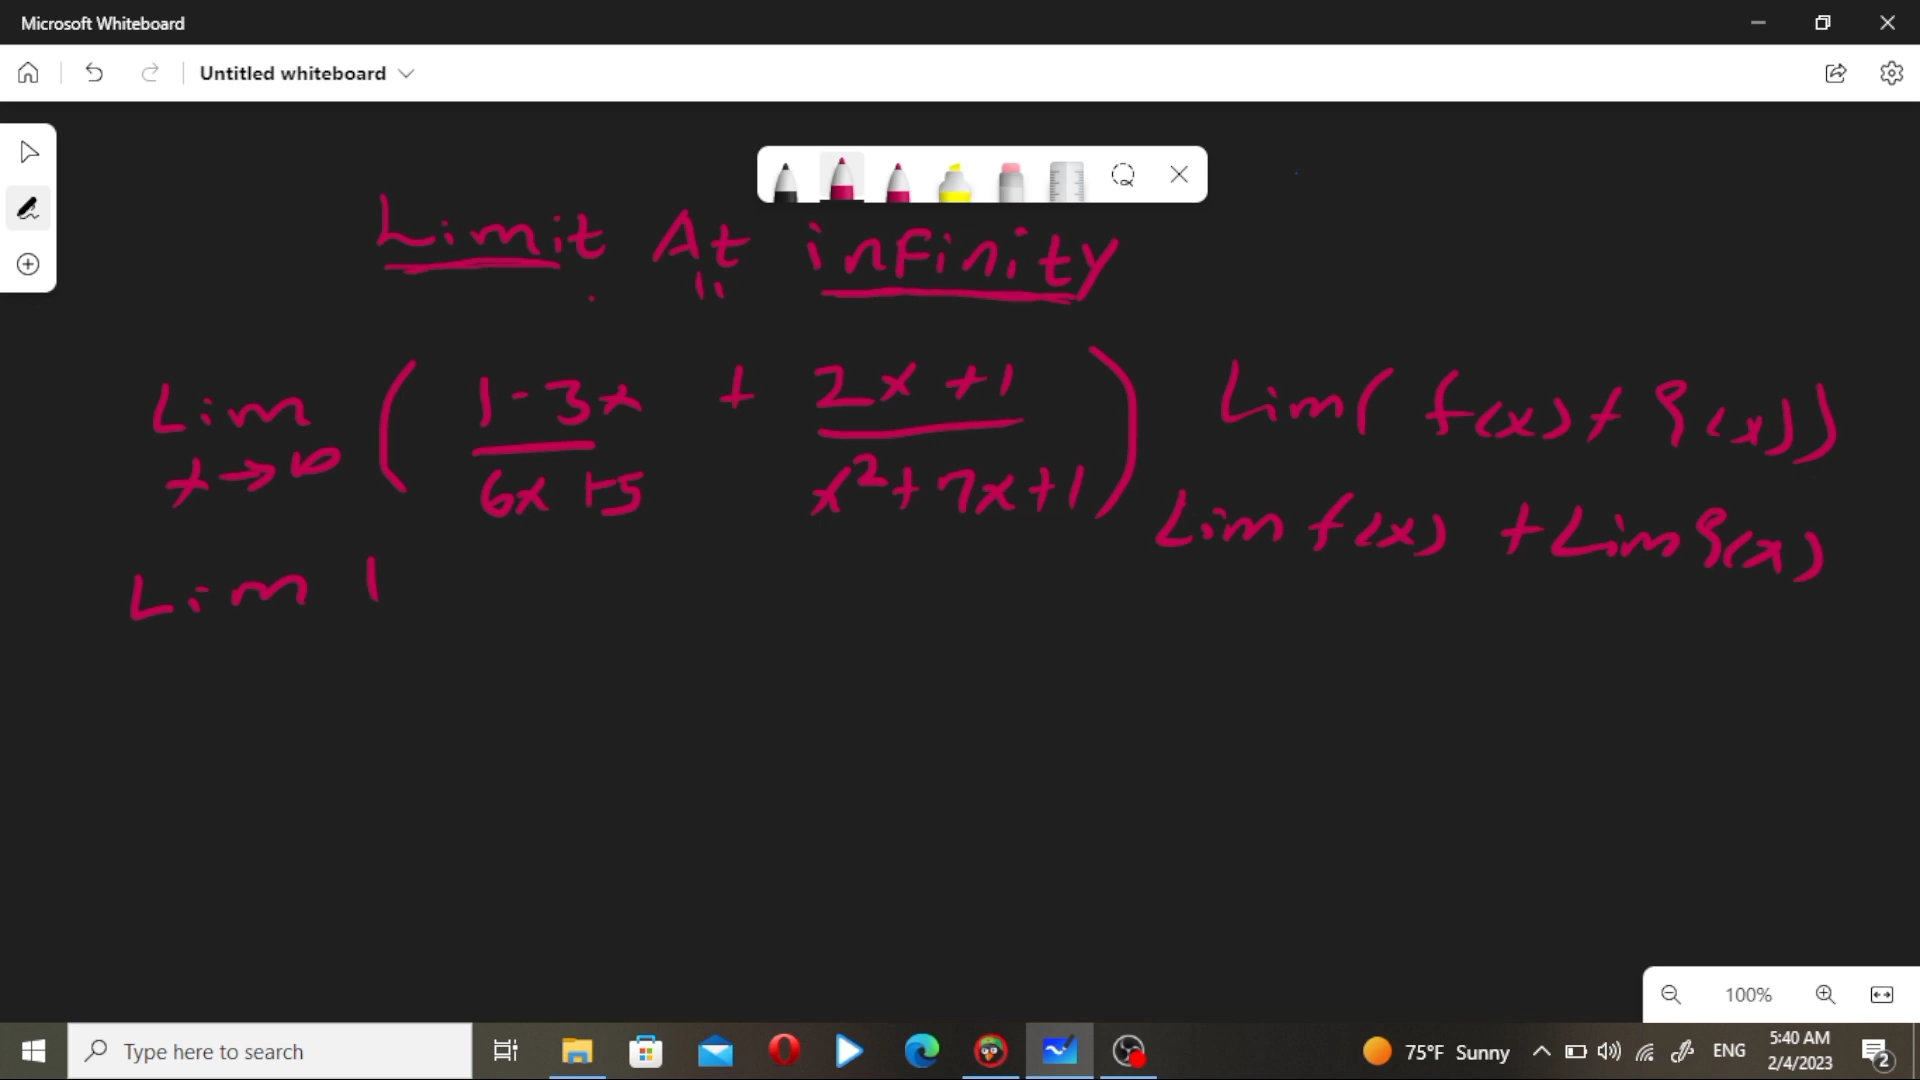 Microsoft Whiteboard
Untitled whiteboard
Limit At infinity
Lim x→∞ ( 1-3x / 6x+5 + 2x+1 / x²+7x+1 )
Lim( f(x)+g(x))
Lim f(x) + Lim g(x)
Lim 1
100%
Type here to search
75°F Sunny
ENG
5:40 AM
2/4/2023
2